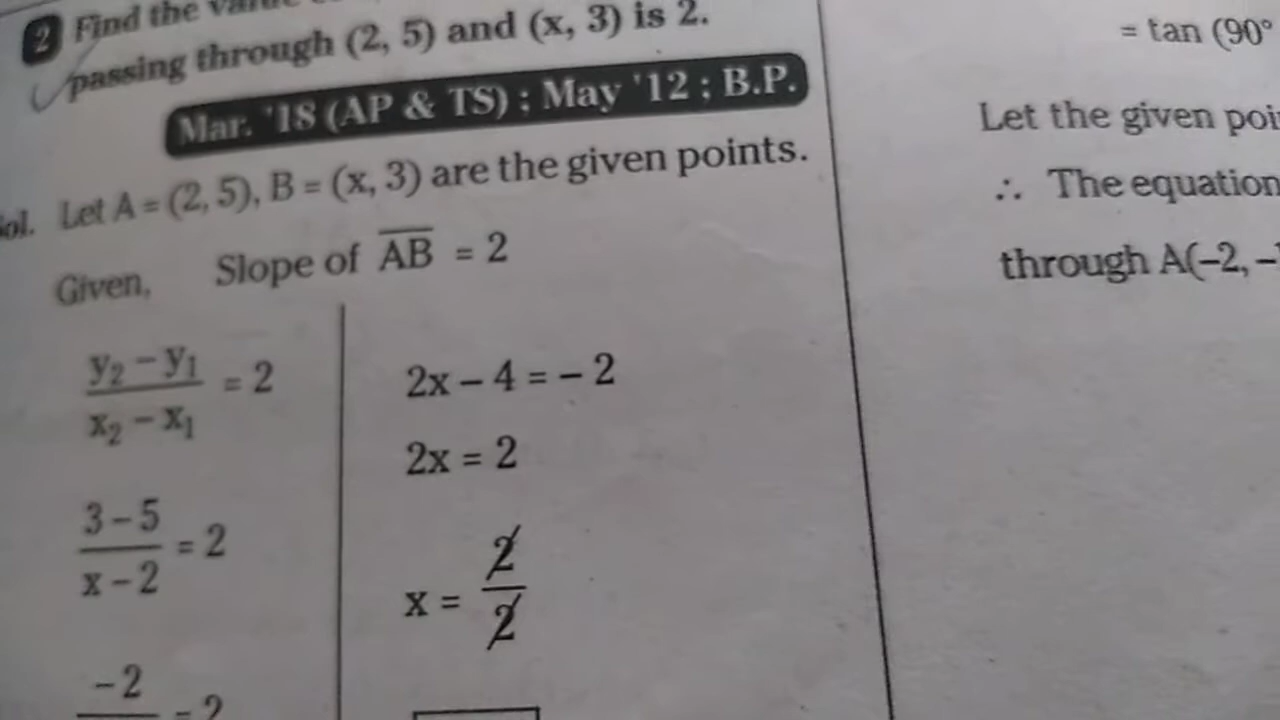 2 Find the
passing through (2, 5) and (x, 3) is 2.
Mar. '18 (AP & TS) ; May '12 ; B.P.
Sol. Let A = (2, 5), B = (x, 3) are the given points.
Given, Slope of A̅B̅ = 2
y₂ – y₁ / x₂ – x₁ = 2
3 – 5 / x – 2 = 2
– 2
2x – 4 = – 2
2x = 2
x = 2 / 2
= tan (90°
Let the given poi
∴ The equation
through A(–2, –